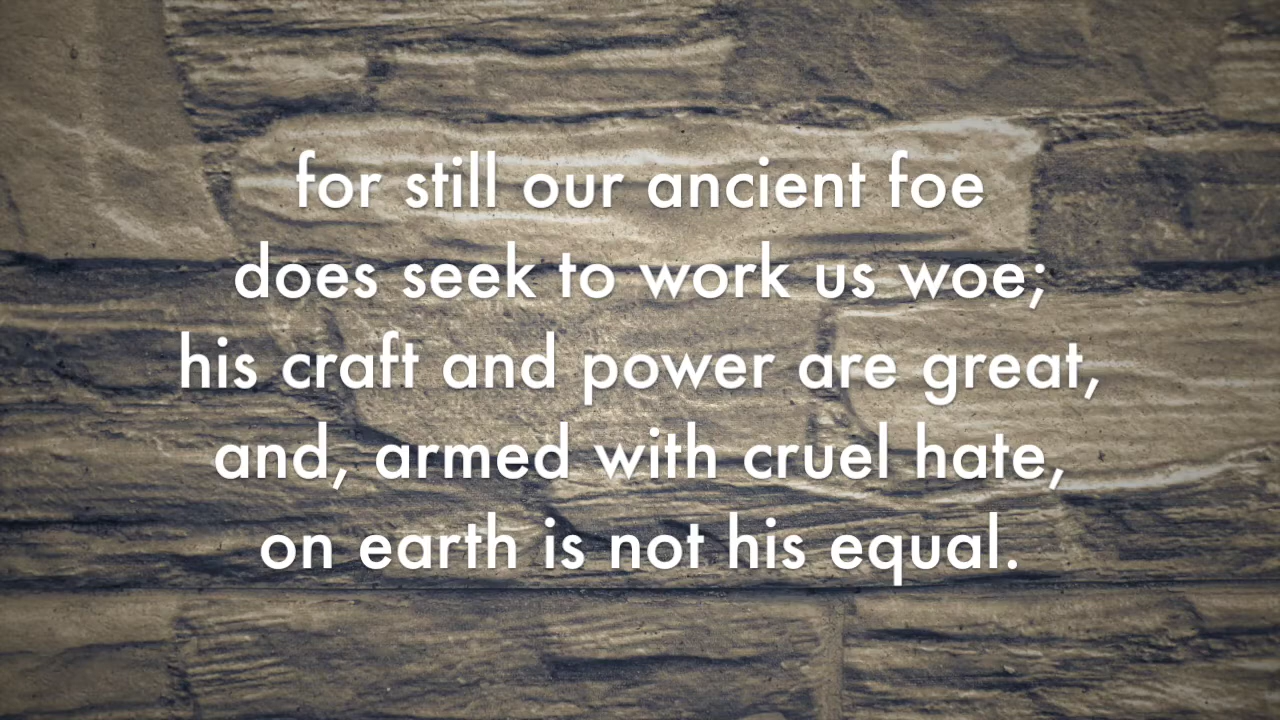 for still our ancient foe
does seek to work us woe;
his craft and power are great,
and, armed with cruel hate,
on earth is not his equal.